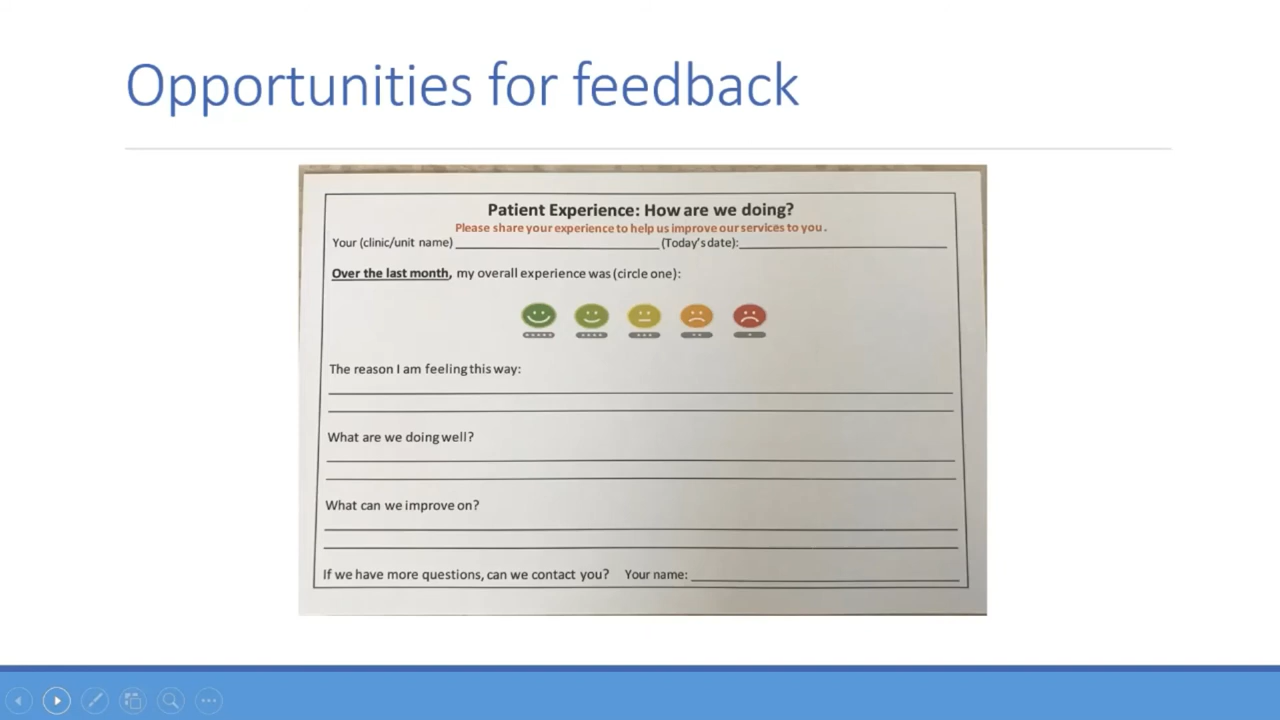 Opportunities for feedback
Patient Experience: How are we doing?
Please share your experience to help us improve our services to you.
Your (clinic/unit name) ____________________ (Today's date): ____________________
Over the last month, my overall experience was (circle one):
The reason I am feeling this way:
What are we doing well?
What can we improve on?
If we have more questions, can we contact you? Your name: ____________________